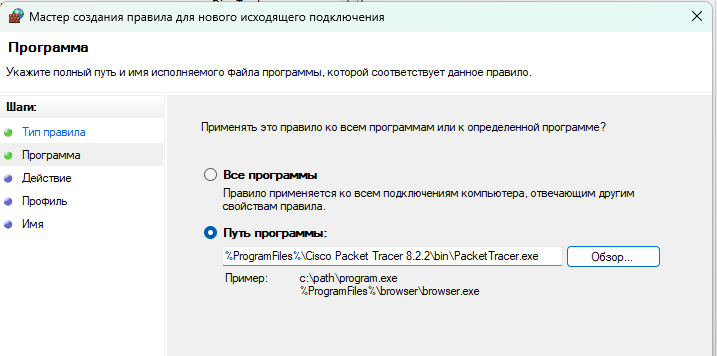 Мастер создания правила для нового исходящего подключения
Программа
Укажите полный путь и имя исполняемого файла программы, которой соответствует данное правило.
Шаги:
Тип правила
Программа
Действие
Профиль
Имя
Применять это правило ко всем программам или к определенной программе?
Все программы
Правило применяется ко всем подключениям компьютера, отвечающим другим
свойствам правила.
Путь программы:
%ProgramFiles%\Cisco Packet Tracer 8.2.2\bin\PacketTracer.exe
Обзор...
Пример:
c:\path\program.exe
%ProgramFiles%\browser\browser.exe